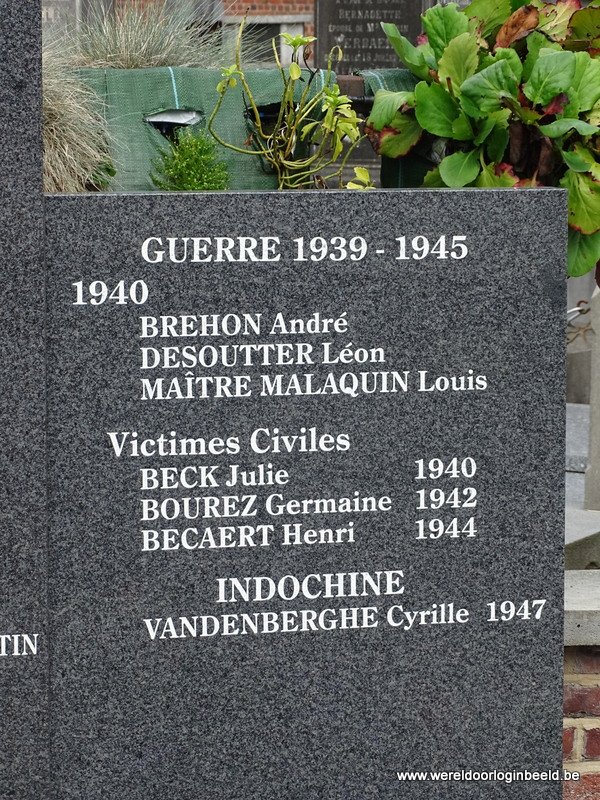 BERNADETTE
GUERRE 1939 - 1945
1940
BREHON André
DESOUTTER Léon
MAÎTRE MALAQUIN Louis
Victimes Civiles
BECK Julie 1940
BOUREZ Germaine 1942
BECAERT Henri 1944
INDOCHINE
VANDENBERGHE Cyrille 1947
TIN
www.wereldoorloginbeeld.be